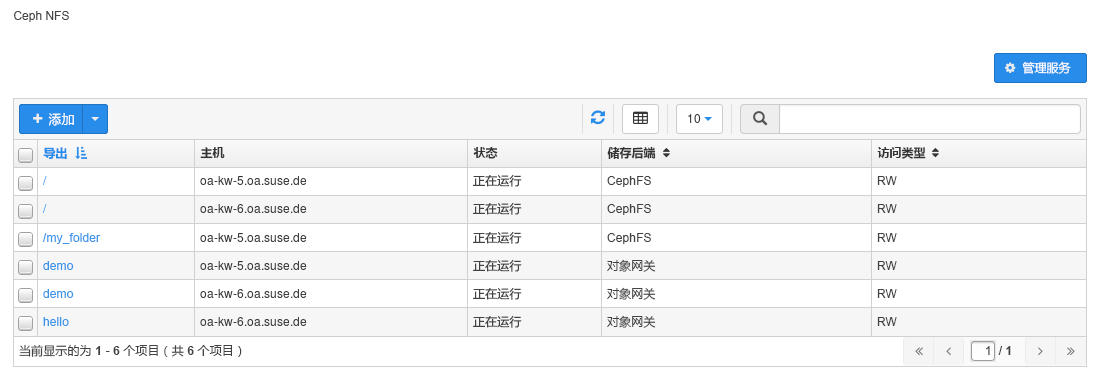 Ceph NFS
管理服务
添加 10
导出 主机 状态 储存后端 访问类型
/ oa-kw-5.oa.suse.de 正在运行 CephFS RW
/ oa-kw-6.oa.suse.de 正在运行 CephFS RW
/my_folder oa-kw-5.oa.suse.de 正在运行 CephFS RW
demo oa-kw-5.oa.suse.de 正在运行 对象网关 RW
demo oa-kw-6.oa.suse.de 正在运行 对象网关 RW
hello oa-kw-6.oa.suse.de 正在运行 对象网关 RW
当前显示的为 1 - 6 个项目 ( 共 6 个项目 ) « ‹ 1 / 1 › »